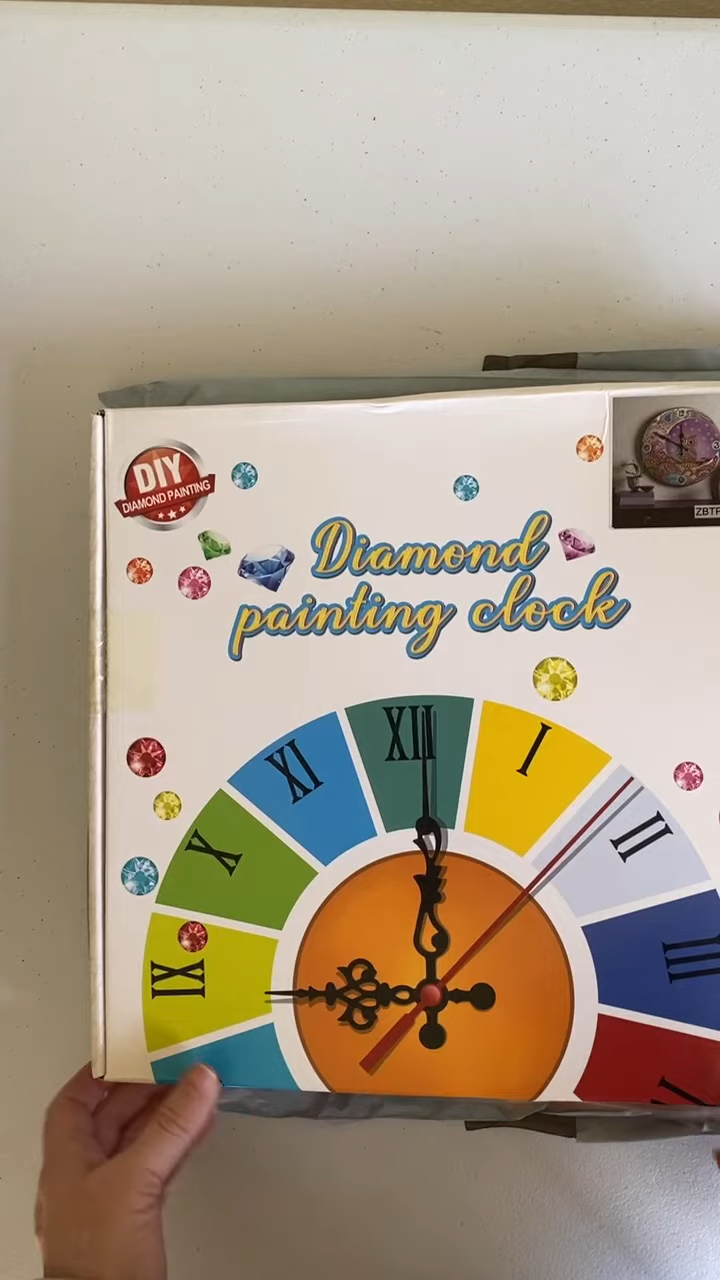 DIY
DIAMOND PAINTING
ZBTF
Diamond
painting clock
XII
XI
I
X
II
IX
III